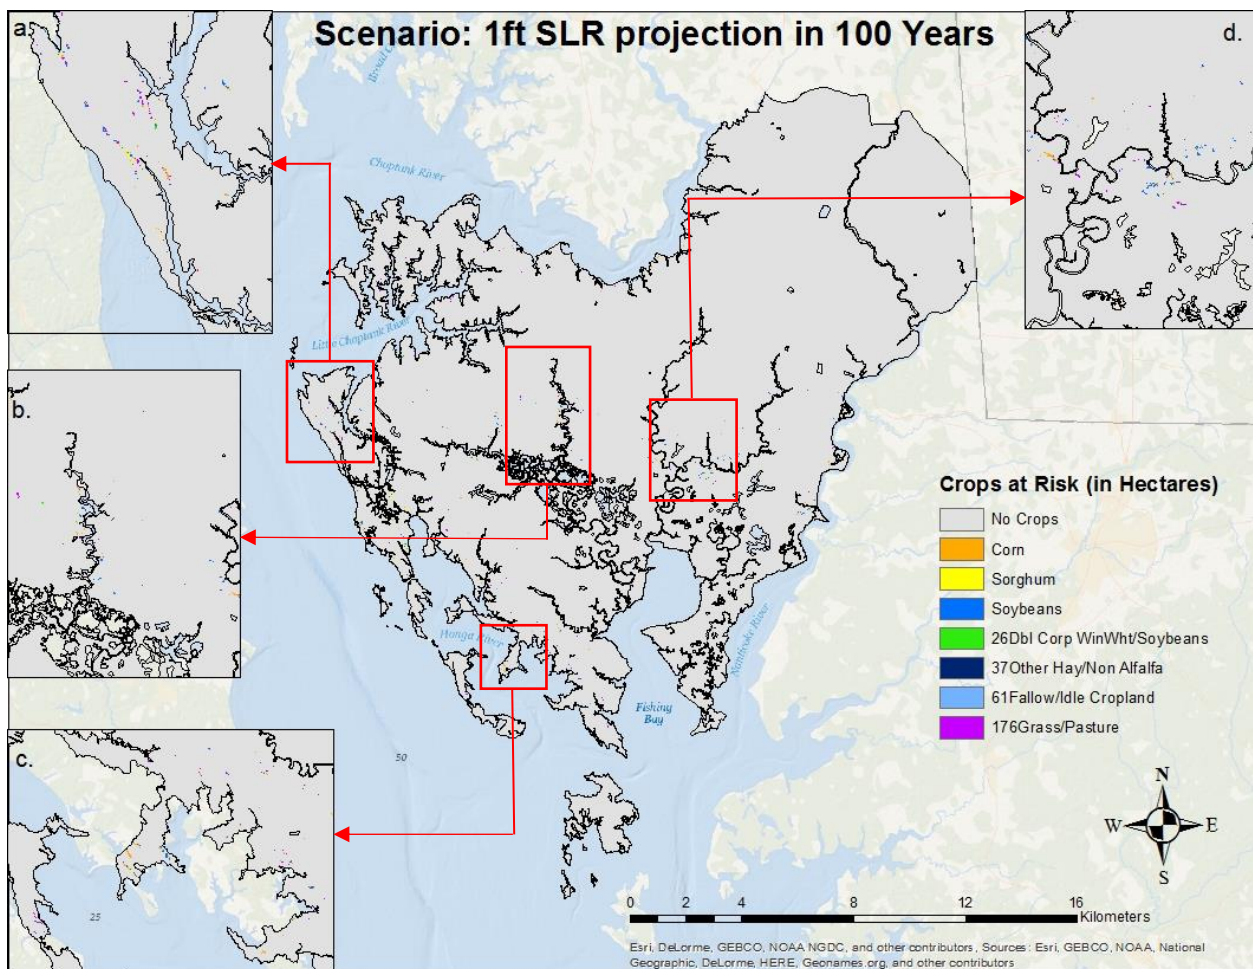 Scenario: 1ft SLR projection in 100 Years
a.
d.
Choptank River
Little Choptank River
b.
Crops at Risk (in Hectares)
No Crops
Corn
Sorghum
Soybeans
26Dbl Corp WinWht/Soybeans
37Other Hay/Non Alfalfa
61Fallow/Idle Cropland
176Grass/Pasture
Honga River
Nanticoke River
Fishing
Bay
c.
50
25
N
W
E
S
0 2 4 8 12 16
Kilometers
Esri, DeLorme, GEBCO, NOAA NGDC, and other contributors, Sources: Esri, GEBCO, NOAA, National
Geographic, DeLorme, HERE, Geonames.org, and other contributors